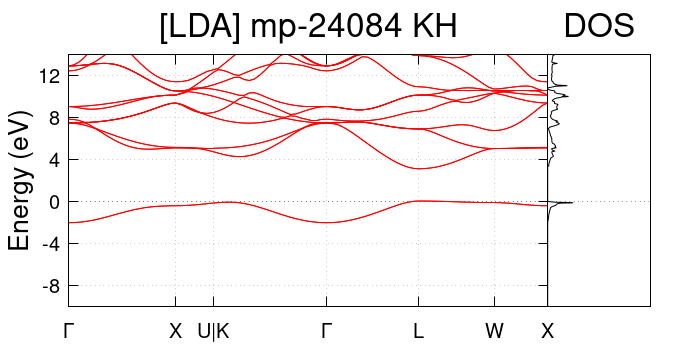 [LDA] mp-24084 KH
DOS
Energy (eV)
12
8
4
0
-4
-8
Γ X U|K Γ L W X